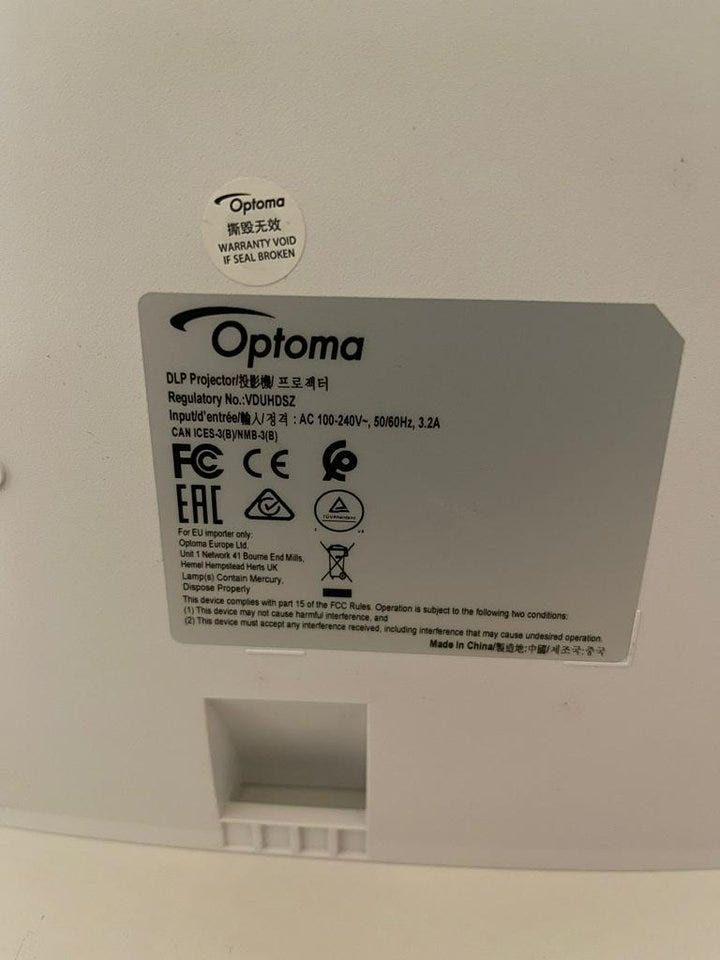 Optoma
撕毁无效
WARRANTY VOID
IF SEAL BROKEN
Optoma
DLP Projector/投影機/ 프로젝터
Regulatory No.:VDUHDSZ
Input/d'entrée/輸入/정격 : AC 100-240V~, 50/60Hz, 3.2A
CAN ICES-3(B)/NMB-3(B)
FC CE
EAC
TÜVRheinland
For EU importer only:
Optoma Europe Ltd.
Unit 1 Network 41 Bourne End Mills,
Hemel Hempstead Herts UK
Lamp(s) Contain Mercury,
Dispose Properly
This device complies with part 15 of the FCC Rules. Operation is subject to the following two conditions:
(1) This device may not cause harmful interference, and
(2) This device must accept any interference received, including interference that may cause undesired operation.
Made in China/製造地:中國/제조국:중국